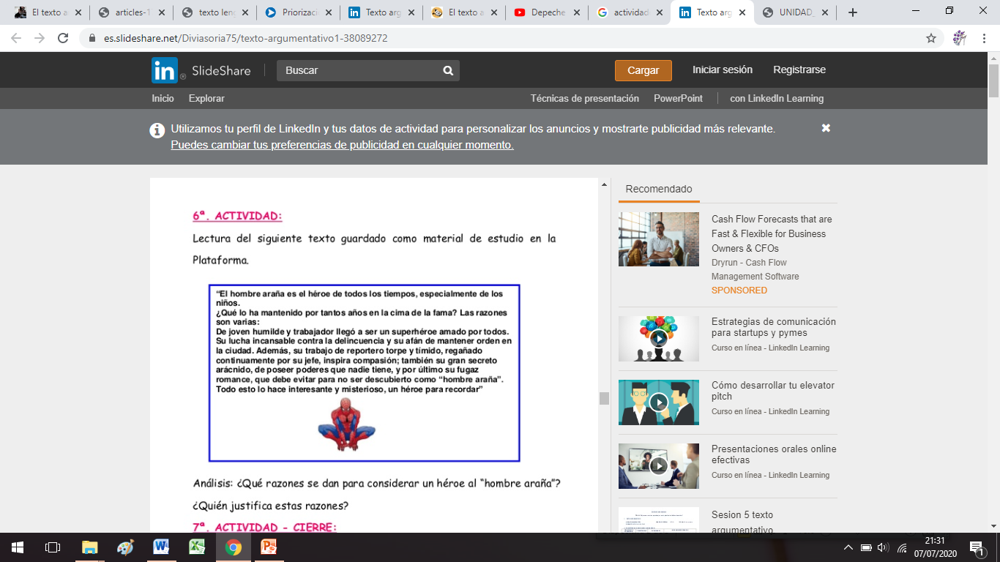 El texto a
articles-1
texto leng
Priorizaci
Texto arg
El texto a
Depeche
actividad
Texto arg
UNIDAD_
es.slideshare.net/Diviasoria75/texto-argumentativo1-38089272
in SlideShare
Buscar
Cargar
Iniciar sesión
Registrarse
Inicio
Explorar
Técnicas de presentación
PowerPoint
con LinkedIn Learning
Utilizamos tu perfil de LinkedIn y tus datos de actividad para personalizar los anuncios y mostrarte publicidad más relevante.
Puedes cambiar tus preferencias de publicidad en cualquier momento.
6ª. ACTIVIDAD:
Lectura del siguiente texto guardado como material de estudio en la
Plataforma.
“El hombre araña es el héroe de todos los tiempos, especialmente de los
niños.
¿Qué lo ha mantenido por tantos años en la cima de la fama? Las razones
son varias:
De joven humilde y trabajador llegó a ser un superhéroe amado por todos.
Su lucha incansable contra la delincuencia y su afán de mantener orden en
la ciudad. Además, su trabajo de reportero torpe y tímido, regañado
continuamente por su jefe, inspira compasión; también su gran secreto
arácnido, de poseer poderes que nadie tiene, y por último su fugaz
romance, que debe evitar para no ser descubierto como “hombre araña”.
Todo esto lo hace interesante y misterioso, un héroe para recordar”
Análisis: ¿Qué razones se dan para considerar un héroe al “hombre araña”?
¿Quién justifica estas razones?
7ª. ACTIVIDAD - CIERRE:
Recomendado
Cash Flow Forecasts that are
Fast & Flexible for Business
Owners & CFOs
Dryrun - Cash Flow
Management Software
SPONSORED
Estrategias de comunicación
para startups y pymes
Curso en línea - LinkedIn Learning
Cómo desarrollar tu elevator
pitch
Curso en línea - LinkedIn Learning
Presentaciones orales online
efectivas
Curso en línea - LinkedIn Learning
Sesion 5 texto
argumentativo
21:31
07/07/2020
1